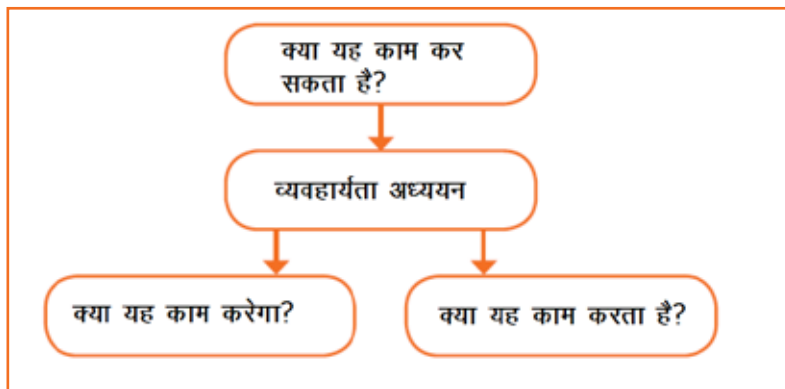 क्या यह काम कर
सकता है?
व्यवहार्यता अध्ययन
क्या यह काम करेगा?
क्या यह काम करता है?